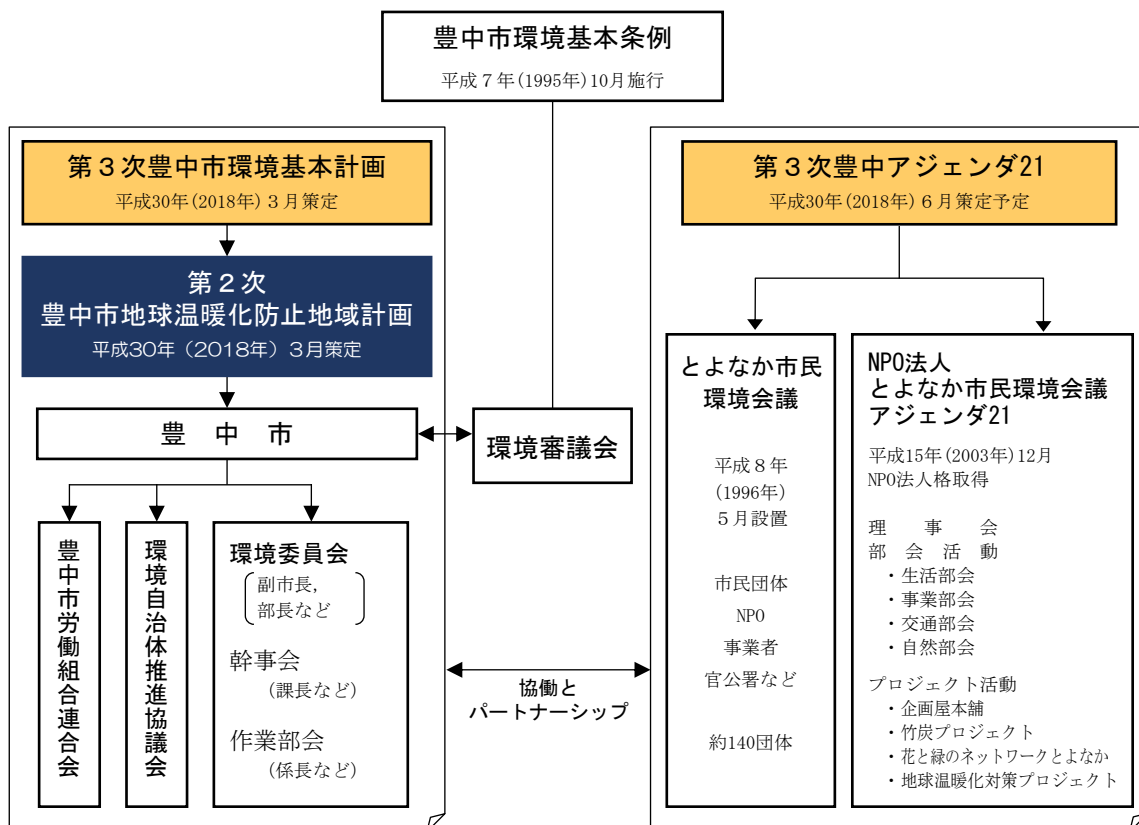 豊中市環境基本条例
平成７年(1995年)10月施行
第３次豊中市環境基本計画
平成30年(2018年)３月策定
第２次
豊中市地球温暖化防止地域計画
平成30年（2018年）3月策定
豊　中　市
環境審議会
豊中市労働組合連合会
環境自治体推進協議会
環境委員会
副市長，
部長など
幹事会
(課長など)
作業部会
(係長など)
協働と
パートナーシップ
第３次豊中アジェンダ21
平成30年(2018年)６月策定予定
とよなか市民
環境会議
平成８年
(1996年)
５月設置
市民団体
NPO
事業者
官公署など
約140団体
NPO法人
とよなか市民環境会議
アジェンダ21
平成15年(2003年)12月
NPO法人格取得
理　事　会
部　会　活　動
・生活部会
・事業部会
・交通部会
・自然部会
プロジェクト活動
・企画屋本舗
・竹炭プロジェクト
・花と緑のネットワークとよなか
・地球温暖化対策プロジェクト